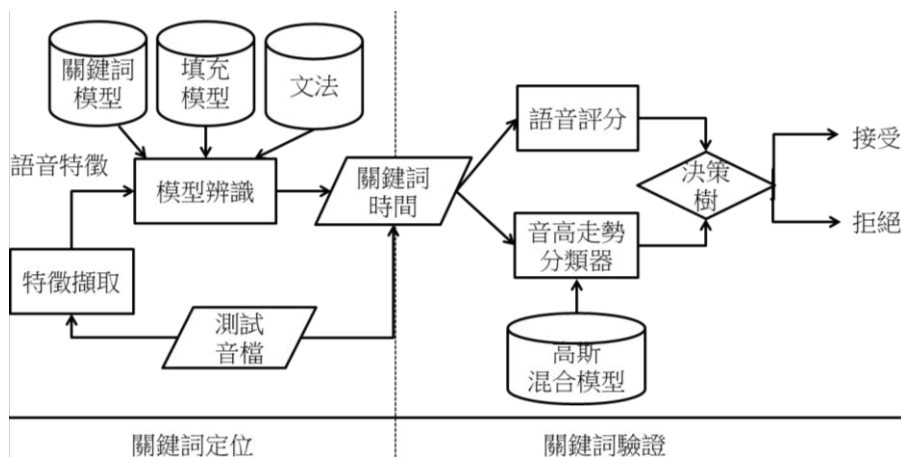 關鍵詞
模型
填充
模型
文法
語音特徵
模型辨識
關鍵詞
時間
特徵擷取
測試
音檔
語音評分
音高走勢
分類器
高斯
混合模型
決策
樹
接受
拒絕
關鍵詞定位
關鍵詞驗證